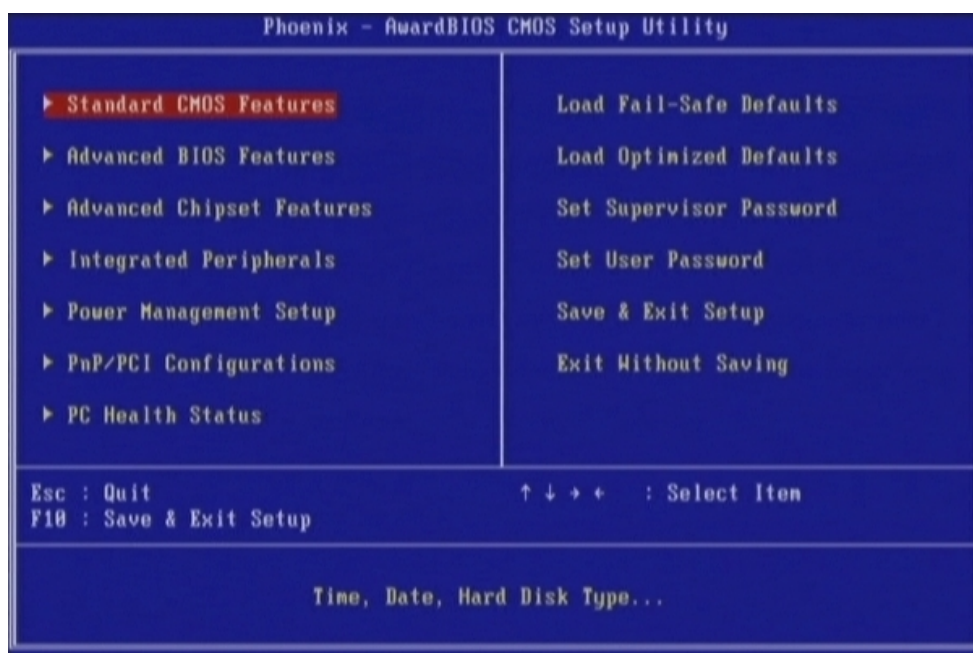 Phoenix - AwardBIOS CMOS Setup Utility
▶ Standard CMOS Features
▶ Advanced BIOS Features
▶ Advanced Chipset Features
▶ Integrated Peripherals
▶ Power Management Setup
▶ PnP/PCI Configurations
▶ PC Health Status
Load Fail-Safe Defaults
Load Optimized Defaults
Set Supervisor Password
Set User Password
Save & Exit Setup
Exit Without Saving
Esc : Quit
F10 : Save & Exit Setup
↑ ↓ → ← : Select Item
Time, Date, Hard Disk Type...